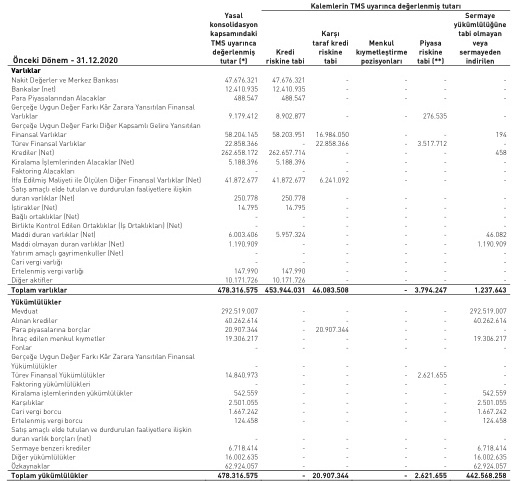 Kalemlerin TMS uyarınca değerlenmiş tutarı
Önceki Dönem - 31.12.2020 Yasal konsolidasyon kapsamındaki TMS uyarınca değerlenmiş tutar (*) Kredi riskine tabi Karşı taraf kredi riskine tabi Menkul kıymetleştirme pozisyonları Piyasa riskine tabi (**) Sermaye yükümlülüğüne tabi olmayan veya sermayeden indirilen
Varlıklar
Nakit Değerler ve Merkez Bankası 47.676.321 47.676.321 - - - -
Bankalar (net) 12.410.935 12.410.935 - - - -
Para Piyasalarından Alacaklar 488.547 488.547 - - - -
Gerçeğe Uygun Değer Farkı Kâr Zarara Yansıtılan Finansal
Varlıklar 9.179.412 8.902.877 - - 276.535 -
Gerçeğe Uygun Değer Farkı Diğer Kapsamlı Gelire Yansıtılan
Finansal Varlıklar 58.204.145 58.203.951 16.984.050 - - 194
Türev Finansal Varlıklar 22.858.366 - 22.858.366 - 3.517.712 -
Krediler (Net) 262.658.172 262.657.714 - - - 458
Kiralama İşlemlerinden Alacaklar (Net) 5.188.396 5.188.396 - - - -
Faktoring Alacakları - - - - - -
İtfa Edilmiş Maliyeti ile Ölçülen Diğer Finansal Varlıklar (Net) 41.872.677 41.872.677 6.241.092 - - -
Satış amaçlı elde tutulan ve durdurulan faaliyetlere ilişkin
duran varlıklar (Net) 250.778 250.778 - - - -
İştirakler (Net) 14.795 14.795 - - - -
Bağlı ortaklıklar (Net) - - - - - -
Birlikte Kontrol Edilen Ortaklıklar (İş Ortaklıkları) (Net) - - - - - -
Maddi duran varlıklar (Net) 6.003.406 5.957.324 - - - 46.082
Maddi olmayan duran varlıklar (Net) 1.190.909 - - - - 1.190.909
Yatırım amaçlı gayrimenkuller (Net) - - - - - -
Cari vergi varlığı - - - - - -
Ertelenmiş vergi varlığı 147.990 147.990 - - - -
Diğer aktifler 10.171.726 10.171.726 - - - -
Toplam varlıklar 478.316.575 453.944.031 46.083.508 - 3.794.247 1.237.643
Yükümlülükler
Mevduat 292.519.007 - - - - 292.519.007
Alınan krediler 40.262.614 - - - - 40.262.614
Para piyasalarına borçlar 20.907.344 - 20.907.344 - - -
İhraç edilen menkul kıymetler 19.306.217 - - - - 19.306.217
Fonlar - - - - - -
Gerçeğe Uygun Değer Farkı Kâr Zarara Yansıtılan Finansal
Yükümlülükler - - - - - -
Türev Finansal Yükümlülükler 14.840.973 - - - 2.621.655 -
Faktoring yükümlülükleri - - - - - -
Kiralama işlemlerinden yükümlülükler 542.559 - - - - 542.559
Karşılıklar 2.501.055 - - - - 2.501.055
Cari vergi borcu 1.667.242 - - - - 1.667.242
Ertelenmiş vergi borcu 124.458 - - - - 124.458
Satış amaçlı elde tutulan ve durdurulan faaliyetlere ilişkin
duran varlık borçları (net) - - - - - -
Sermaye benzeri krediler 6.718.414 - - - - 6.718.414
Diğer yükümlülükler 16.002.635 - - - - 16.002.635
Özkaynaklar 62.924.057 - - - - 62.924.057
Toplam yükümlülükler 478.316.575 - 20.907.344 - 2.621.655 442.568.258